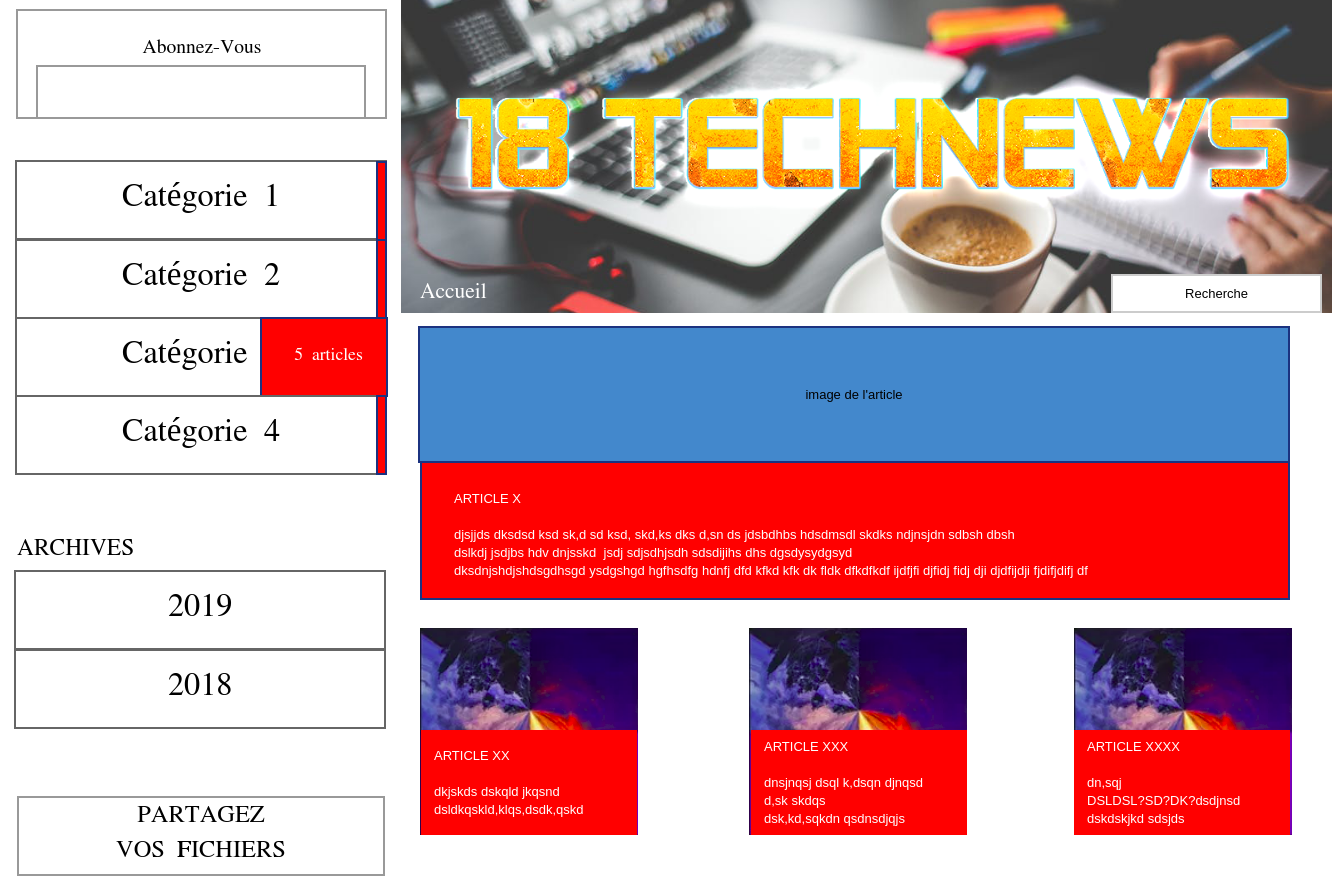 Abonnez-Vous
Catégorie 1
Catégorie 2
Catégorie
5 articles
Catégorie 4
ARCHIVES
2019
2018
PARTAGEZ
VOS FICHIERS
18 TECHNEWS
Accueil
Recherche
image de l'article
ARTICLE X
djsjjds dksdsd ksd sk,d sd ksd, skd,ks dks d,sn ds jdsbdhbs hdsdmsdl skdks ndjnsjdn sdbsh dbsh
dslkdj jsdjbs hdv dnjsskd jsdj sdjsdhjsdh sdsdijihs dhs dgsdysydgsyd
dksdnjshdjshdsgdhsgd ysdgshgd hgfhsdfg hdnfj dfd kfkd kfk dk fldk dfkdfkdf ijdfjfi djfidj fidj dji djdfijdji fjdifjdifj df
ARTICLE XX
dkjskds dskqld jkqsnd
dsldkqskld,klqs,dsdk,qskd
ARTICLE XXX
dnsjnqsj dsql k,dsqn djnqsd
d,sk skdqs
dsk,kd,sqkdn qsdnsdjqjs
ARTICLE XXXX
dn,sqj
DSLDSL?SD?DK?dsdjnsd
dskdskjkd sdsjds